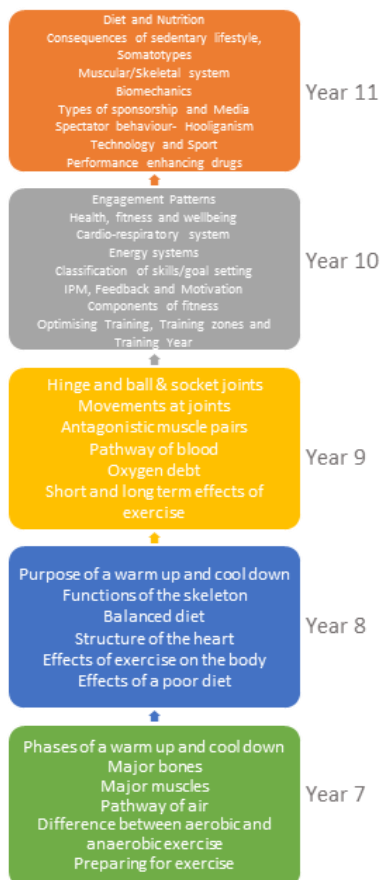 Diet and Nutrition
Consequences of sedentary lifestyle,
Somatotypes
Muscular/Skeletal system
Biomechanics
Types of sponsorship and Media
Spectator behaviour- Hooliganism
Technology and Sport
Performance enhancing drugs
Year 11
Engagement Patterns
Health, fitness and wellbeing
Cardio-respiratory system
Energy systems
Classification of skills/goal setting
IPM, Feedback and Motivation
Components of fitness
Optimising Training, Training zones and
Training Year
Year 10
Hinge and ball & socket joints
Movements at joints
Antagonistic muscle pairs
Pathway of blood
Oxygen debt
Short and long term effects of
exercise
Year 9
Purpose of a warm up and cool down
Functions of the skeleton
Balanced diet
Structure of the heart
Effects of exercise on the body
Effects of a poor diet
Year 8
Phases of a warm up and cool down
Major bones
Major muscles
Pathway of air
Difference between aerobic and
anaerobic exercise
Preparing for exercise
Year 7